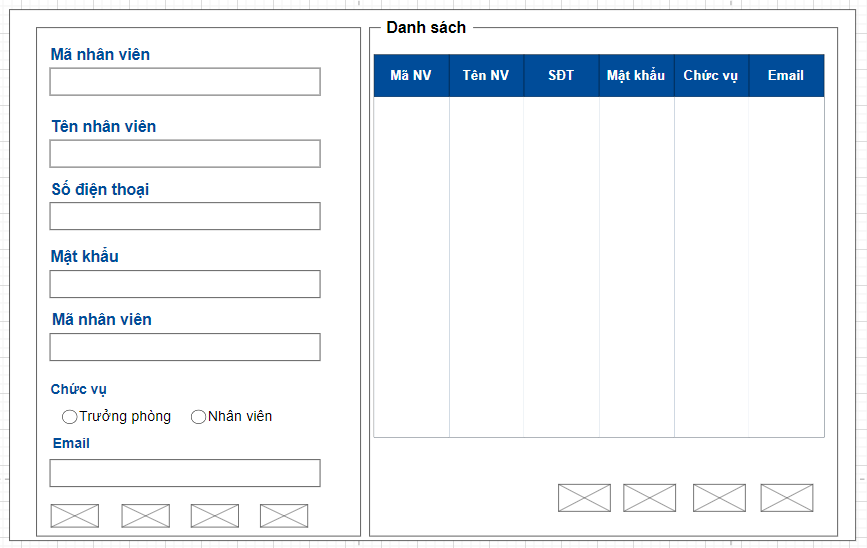 Mã nhân viên
Tên nhân viên
Số điện thoại
Mật khẩu
Mã nhân viên
Chức vụ
Trưởng phòng Nhân viên
Email
Danh sách
Mã NV Tên NV SĐT Mật khẩu Chức vụ Email